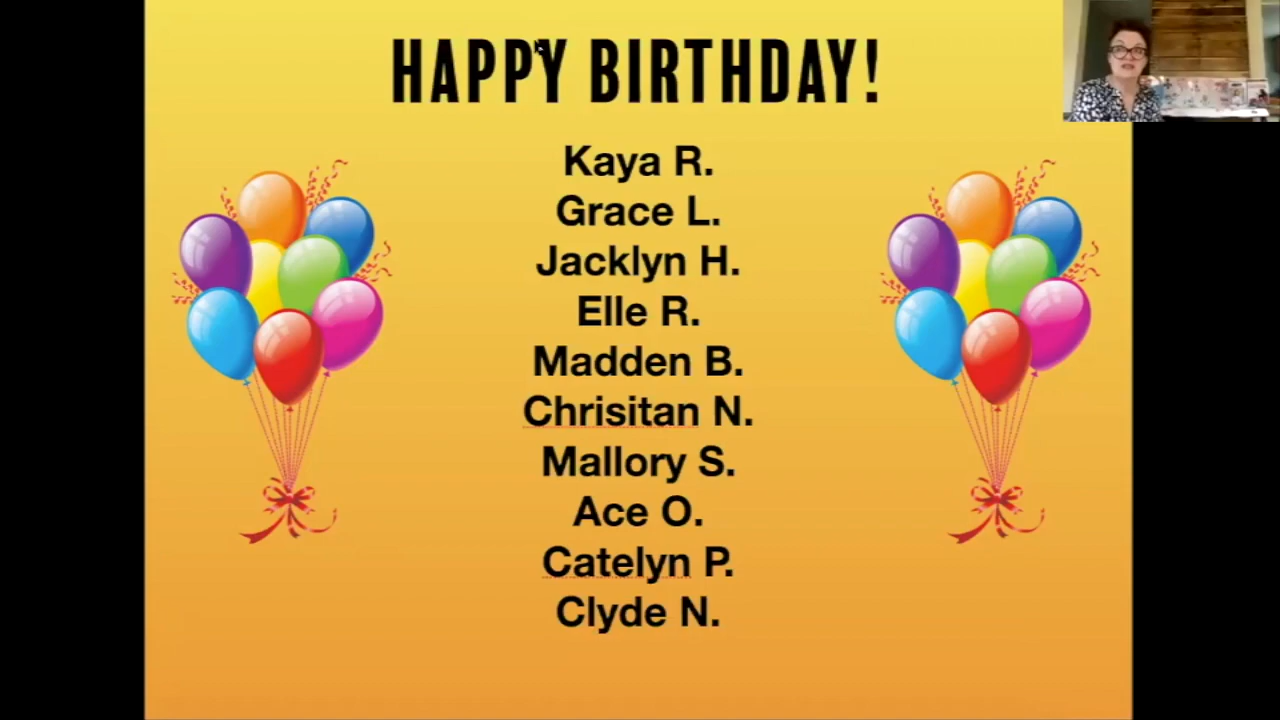 HAPPY BIRTHDAY!
Kaya R.
Grace L.
Jacklyn H.
Elle R.
Madden B.
Chrisitan N.
Mallory S.
Ace O.
Catelyn P.
Clyde N.